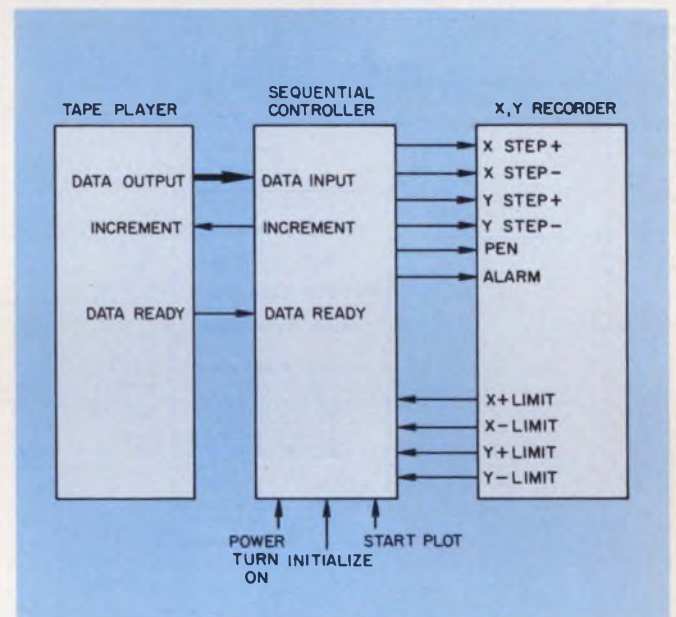 TAPE PLAYER
SEQUENTIAL
CONTROLLER
X,Y RECORDER
DATA OUTPUT
INCREMENT
DATA READY
DATA INPUT
INCREMENT
DATA READY
X STEP+
X STEP-
Y STEP+
Y STEP-
PEN
ALARM
X+LIMIT
X-LIMIT
Y+LIMIT
Y-LIMIT
POWER
TURN
ON
INITIALIZE
START PLOT